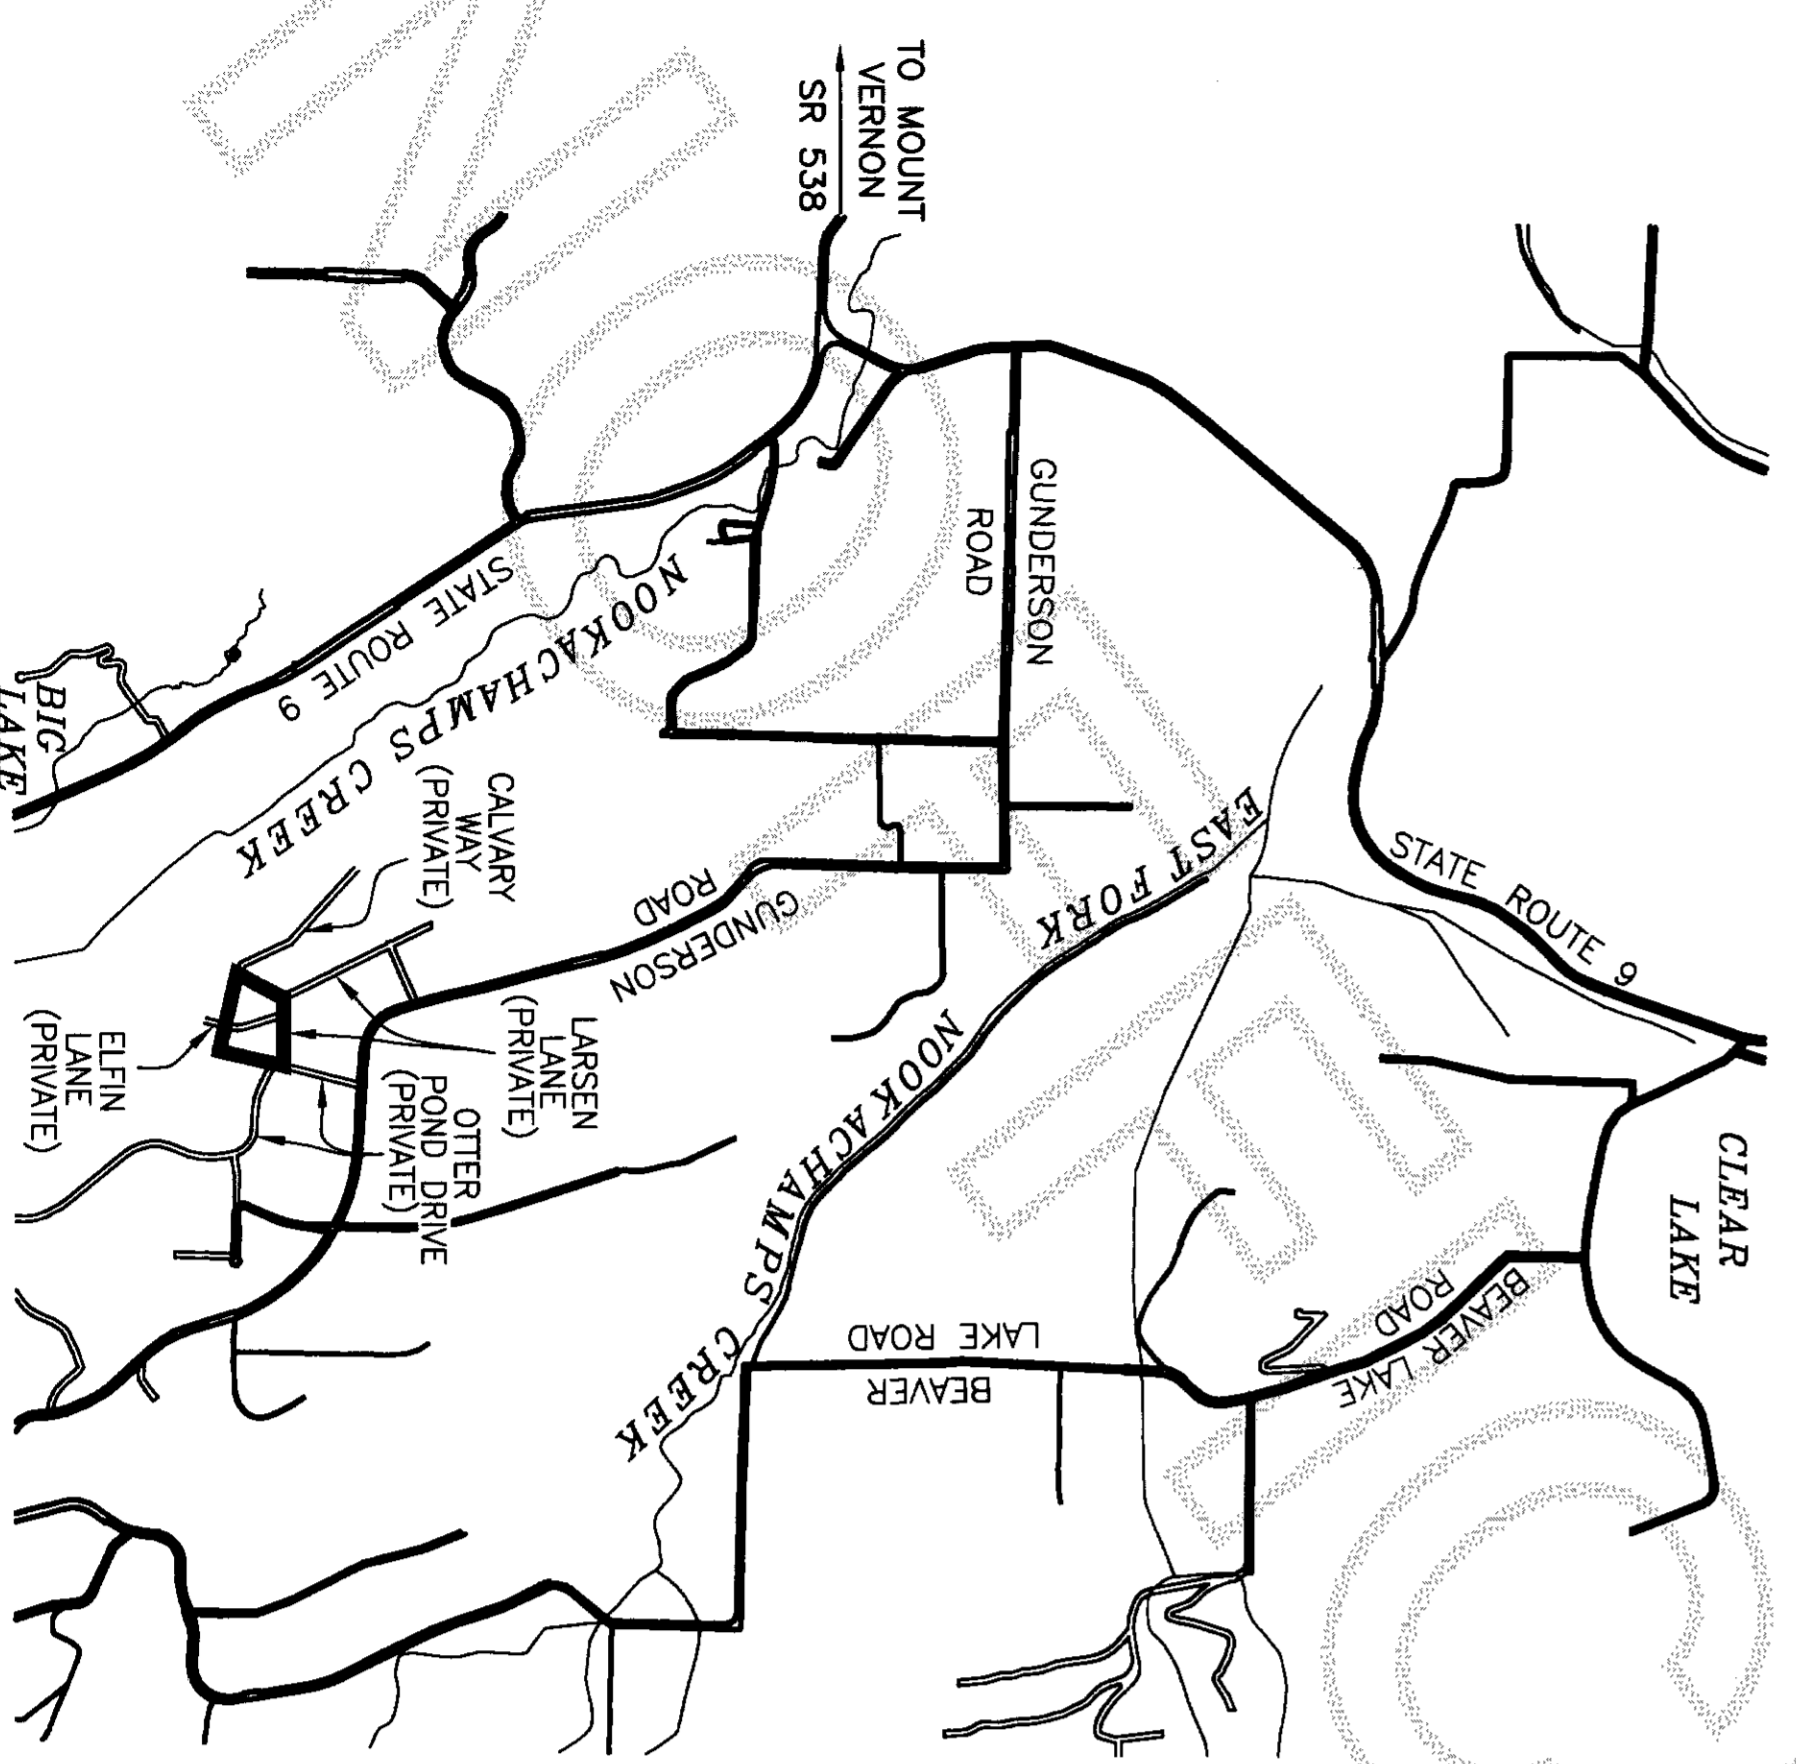 TO MOUNT
VERNON
SR 538
GUNDERSON
ROAD
STATE ROUTE 9
NOOKACHAMPS CREEK
BIG
LAKE
CALVARY
WAY
(PRIVATE)
GUNDERSON
ROAD
EAST FORK NOOKACHAMPS CREEK
STATE ROUTE 9
CLEAR
LAKE
LARSEN
LANE
(PRIVATE)
ELFIN
LANE
(PRIVATE)
OTTER
POND DRIVE
(PRIVATE)
BEAVER LAKE
ROAD
BEAVER
LAKE ROAD